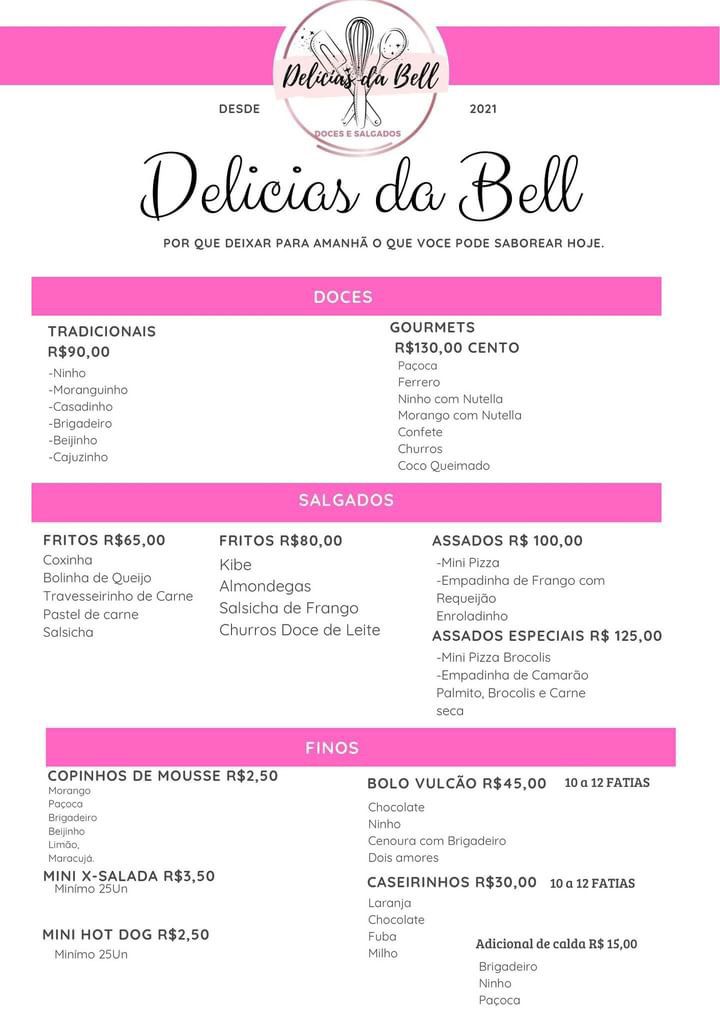 Delicias da Bell
DOCES E SALGADOS
DESDE
2021
Delicias da Bell
POR QUE DEIXAR PARA AMANHÃ O QUE VOCE PODE SABOREAR HOJE.
DOCES
TRADICIONAIS
R$90,00
-Ninho
-Moranguinho
-Casadinho
-Brigadeiro
-Beijinho
-Cajuzinho
GOURMETS
R$130,00 CENTO
Paçoca
Ferrero
Ninho com Nutella
Morango com Nutella
Confete
Churros
Coco Queimado
SALGADOS
FRITOS R$65,00
Coxinha
Bolinha de Queijo
Travesseirinho de Carne
Pastel de carne
Salsicha
FRITOS R$80,00
Kibe
Almondegas
Salsicha de Frango
Churros Doce de Leite
ASSADOS R$ 100,00
-Mini Pizza
-Empadinha de Frango com
Requeijão
Enroladinho
ASSADOS ESPECIAIS R$ 125,00
-Mini Pizza Brocolis
-Empadinha de Camarão
Palmito, Brocolis e Carne
seca
FINOS
COPINHOS DE MOUSSE R$2,50
Morango
Paçoca
Brigadeiro
Beijinho
Limão,
Maracujá.
MINI X-SALADA R$3,50
Minímo 25Un
MINI HOT DOG R$2,50
Minímo 25Un
BOLO VULCÃO R$45,00 10 a 12 FATIAS
Chocolate
Ninho
Cenoura com Brigadeiro
Dois amores
CASEIRINHOS R$30,00 10 a 12 FATIAS
Laranja
Chocolate
Fuba
Milho
Adicional de calda R$ 15,00
Brigadeiro
Ninho
Paçoca